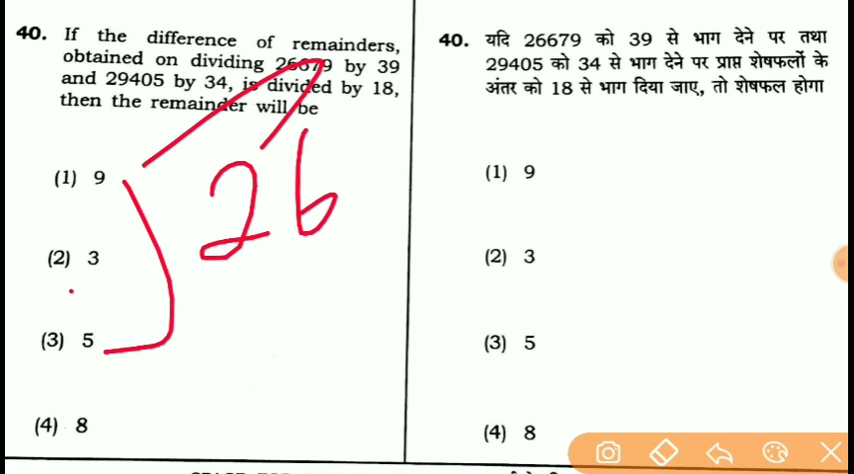 40. If the difference of remainders,
obtained on dividing 26679 by 39
and 29405 by 34, is divided by 18,
then the remainder will be
(1) 9
(2) 3
(3) 5
(4) 8
26
40. यदि 26679 को 39 से भाग देने पर तथा
29405 को 34 से भाग देने पर प्राप्त शेषफलों के
अंतर को 18 से भाग दिया जाए, तो शेषफल होगा
(1) 9
(2) 3
(3) 5
(4) 8